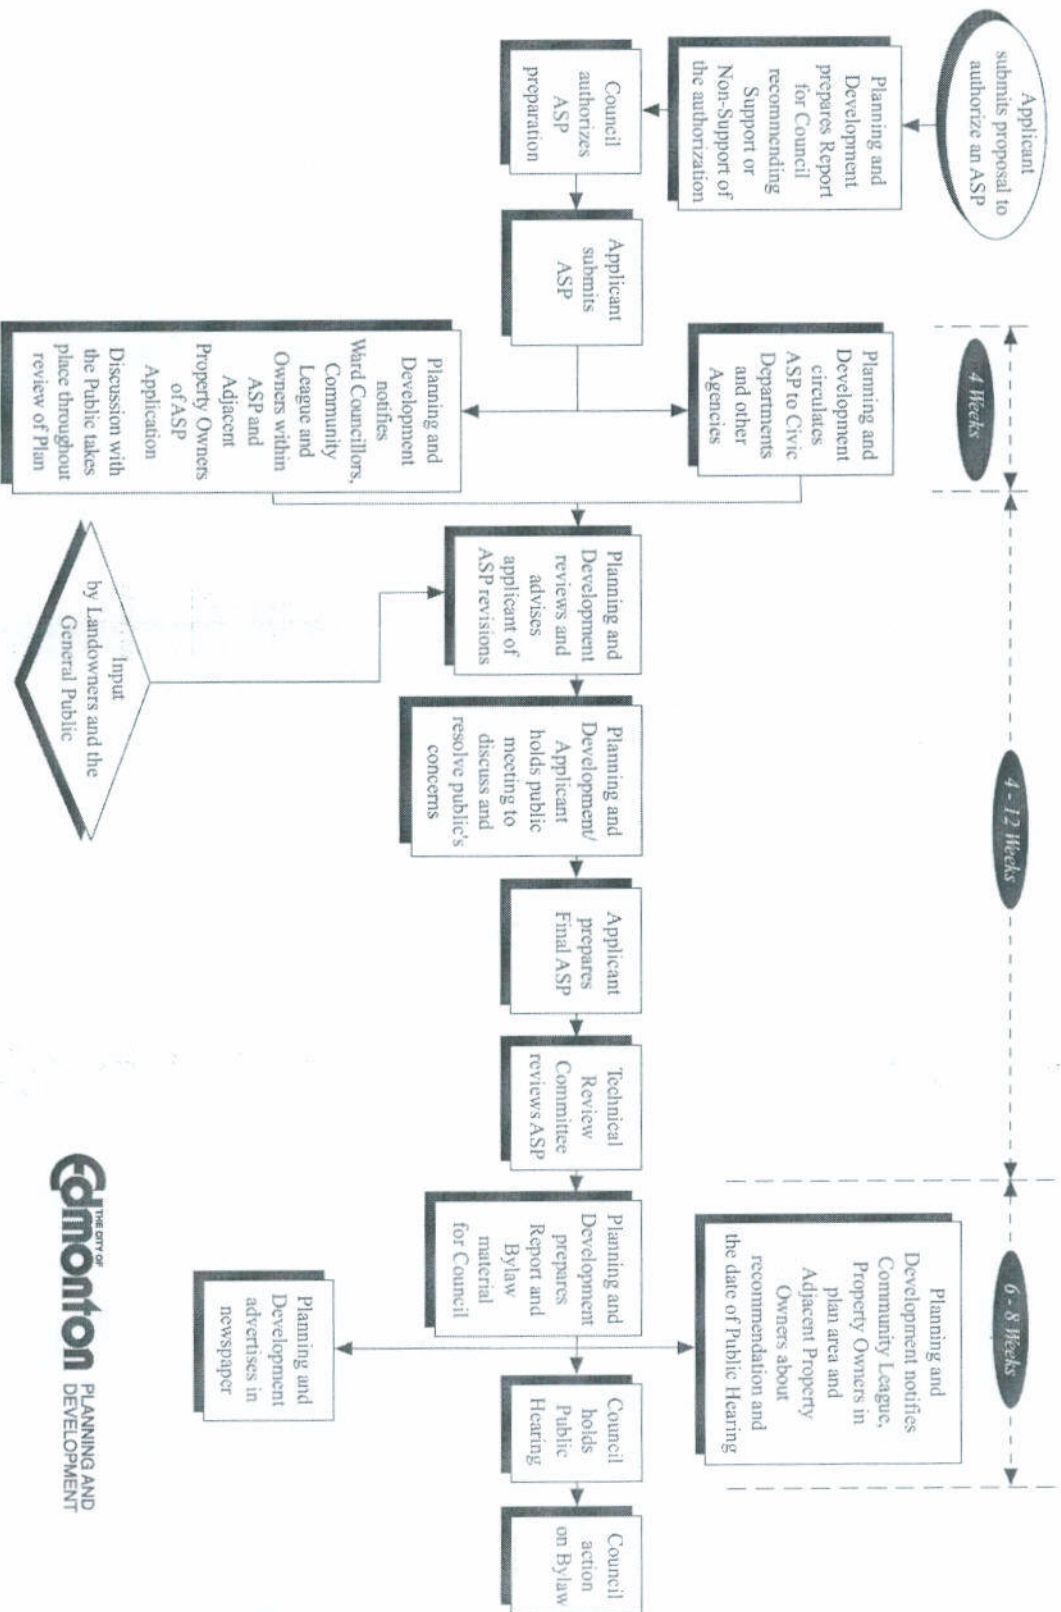 Applicant
submits proposal to
authorize an ASP
Planning and
Development
prepares Report
for Council
recommending
Support or
Non-Support of
the authorization
Council
authorizes
ASP
preparation
Applicant
submits
ASP
4 Weeks
Planning and
Development
circulates
ASP to Civic
Departments
and other
Agencies
Planning and
Development
notifies
Ward Councillors,
Community
League and
Owners within
ASP and
Adjacent
Property Owners
of ASP
Application
Discussion with
the Public takes
place throughout
review of Plan
4 - 12 Weeks
Planning and
Development
reviews and
advises
applicant of
ASP revisions
Input
by Landowners and the
General Public
Planning and
Development/
Applicant
holds public
meeting to
discuss and
resolve public's
concerns
Applicant
prepares
Final ASP
Technical
Review
Committee
reviews ASP
6 - 8 Weeks
Planning and
Development
prepares
Report and
Bylaw
material
for Council
Planning and
Development notifies
Community League,
Property Owners in
plan area and
Adjacent Property
Owners about
recommendation and
the date of Public Hearing
Planning and
Development
advertises in
newspaper
Council
holds
Public
Hearing
Council
action
on Bylaw
THE CITY OF
Edmonton
PLANNING AND
DEVELOPMENT